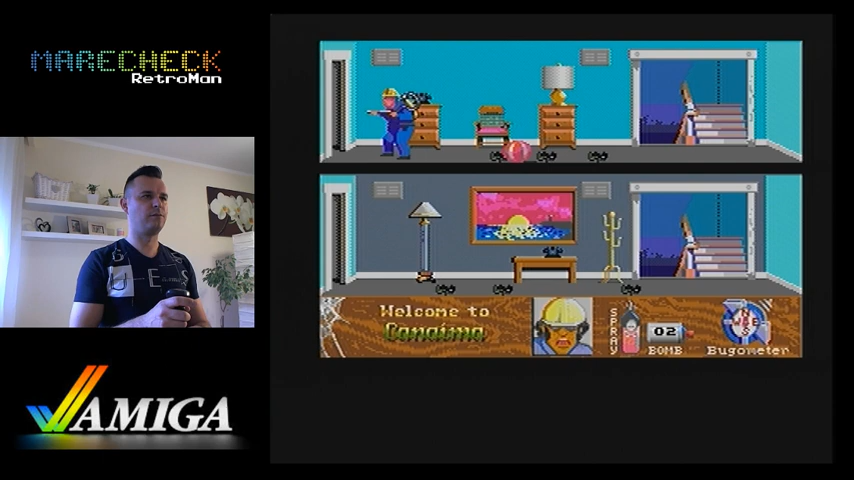 MARECHECK
RetroMan
AMIGA
Welcome to
Canaima
SPRAY
02
BOMB
N
W E
S
Bugometer